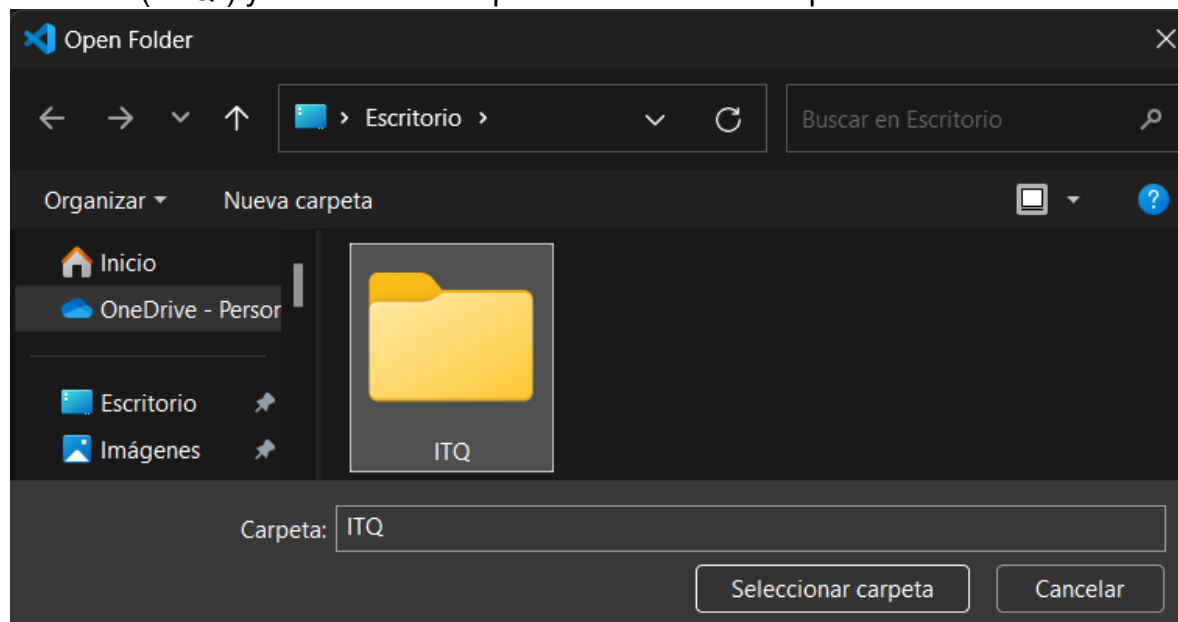 Open Folder
Escritorio
Buscar en Escritorio
Organizar
Nueva carpeta
Inicio
OneDrive - Persor
Escritorio
Imágenes
ITQ
Carpeta: ITQ
Seleccionar carpeta
Cancelar